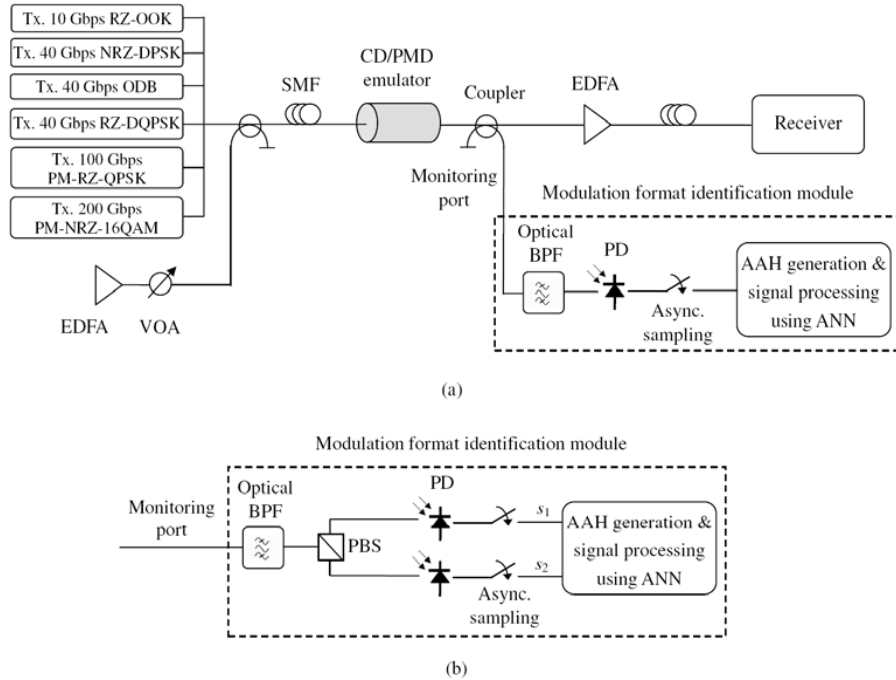 Tx. 10 Gbps RZ-OOK
Tx. 40 Gbps NRZ-DPSK
Tx. 40 Gbps ODB
Tx. 40 Gbps RZ-DQPSK
Tx. 100 Gbps
PM-RZ-QPSK
Tx. 200 Gbps
PM-NRZ-16QAM
EDFA
VOA
SMF
CD/PMD
emulator
Coupler
EDFA
Receiver
Monitoring
port
Modulation format identification module
Optical
BPF
PD
Async.
sampling
AAH generation &
signal processing
using ANN
(a)
Modulation format identification module
Monitoring
port
Optical
BPF
PBS
PD
Async.
sampling
s1
s2
AAH generation &
signal processing
using ANN
(b)